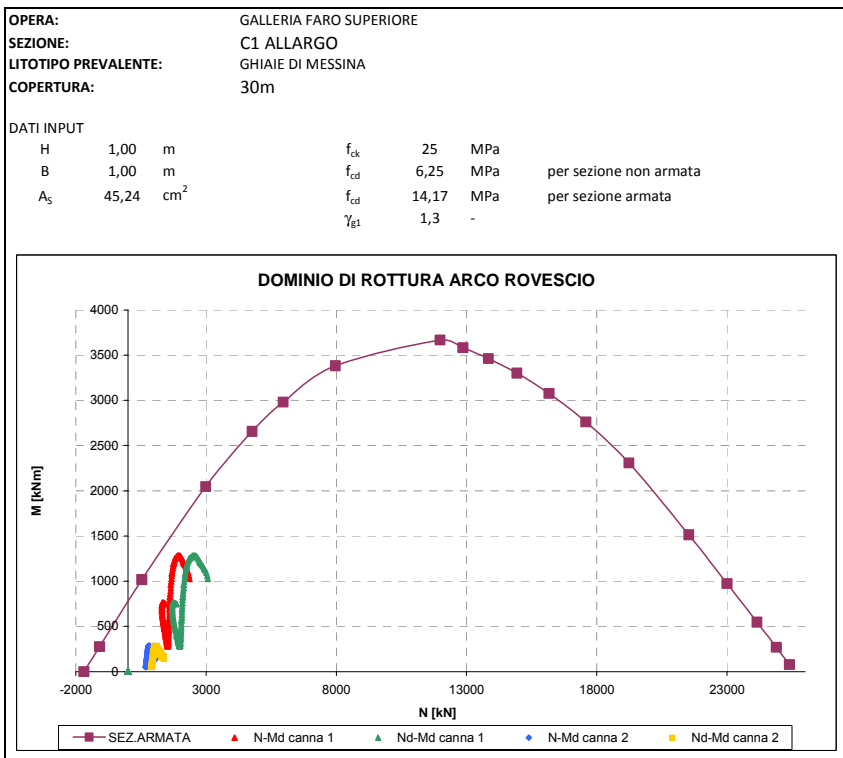 OPERA: GALLERIA FARO SUPERIORE
SEZIONE: C1 ALLARGO
LITOTIPO PREVALENTE: GHIAIE DI MESSINA
COPERTURA: 30m
DATI INPUT
H 1,00 m fck 25 MPa
B 1,00 m fcd 6,25 MPa per sezione non armata
AS 45,24 cm2 fcd 14,17 MPa per sezione armata
γg1 1,3 -
DOMINIO DI ROTTURA ARCO ROVESCIO
4000
3500
3000
2500
2000
1500
1000
500
0
M [kNm]
-2000 3000 8000 13000 18000 23000
N [kN]
SEZ.ARMATA N-Md canna 1 Nd-Md canna 1 N-Md canna 2 Nd-Md canna 2